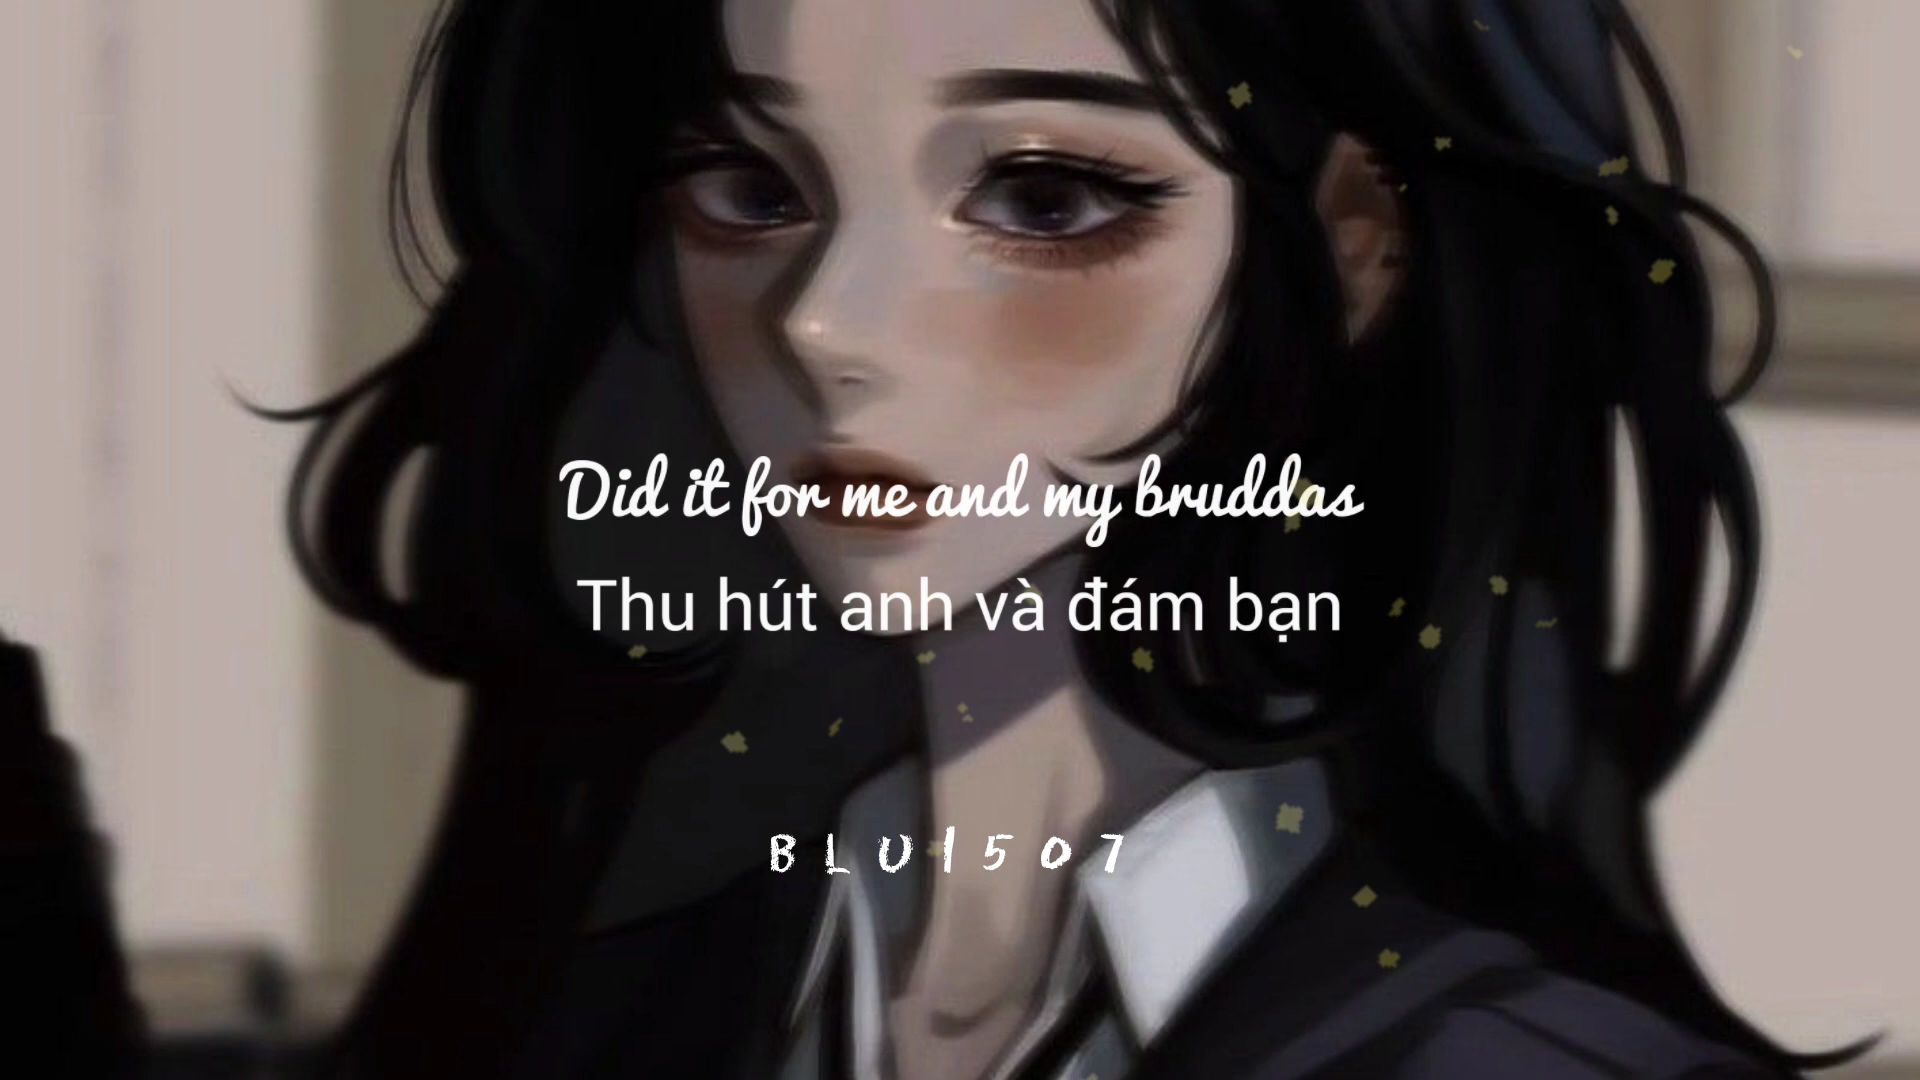 Did it for me and my bruddas
Thu hút anh và đám bạn
BLU1507